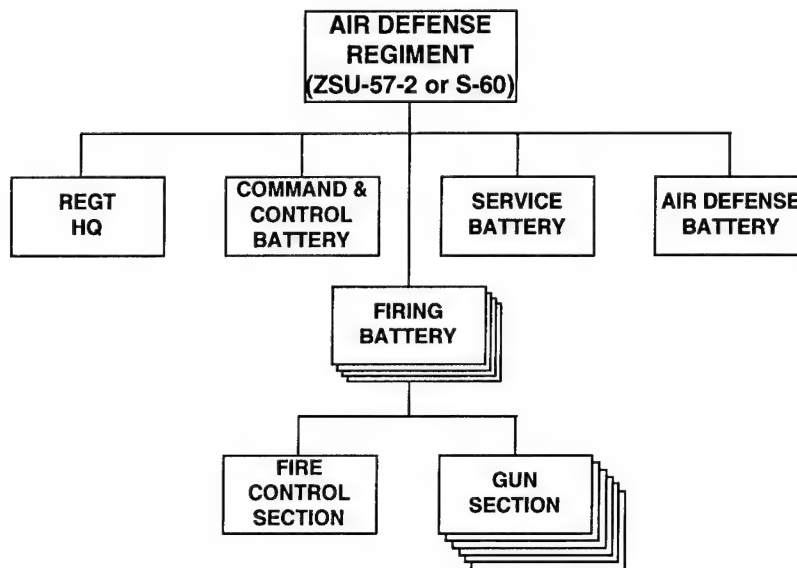 AIR DEFENSE
REGIMENT
(ZSU-57-2 or S-60)
REGT
HQ
COMMAND &
CONTROL
BATTERY
SERVICE
BATTERY
AIR DEFENSE
BATTERY
FIRING
BATTERY
FIRE
CONTROL
SECTION
GUN
SECTION